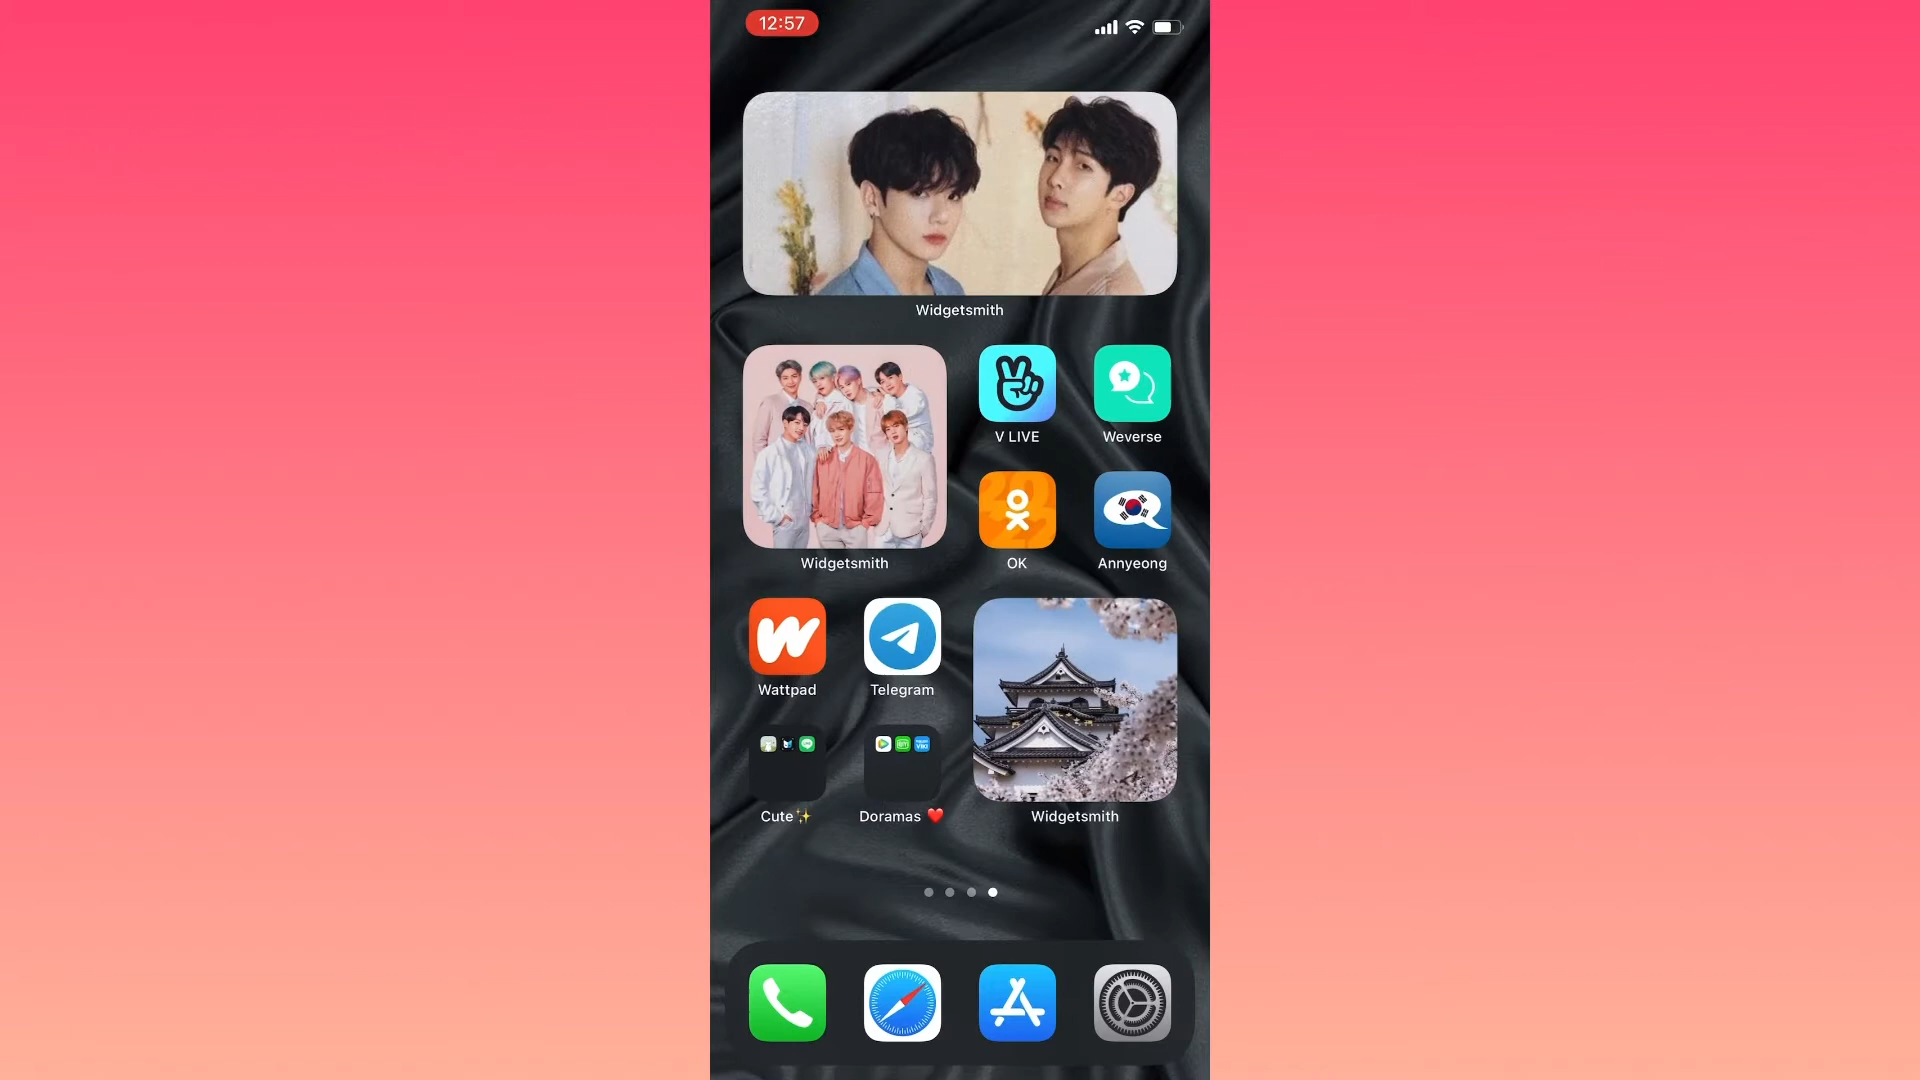 12:57
Widgetsmith
V LIVE
Weverse
Widgetsmith
OK
Annyeong
Wattpad
Telegram
Cute✨
Doramas ❤️
Widgetsmith